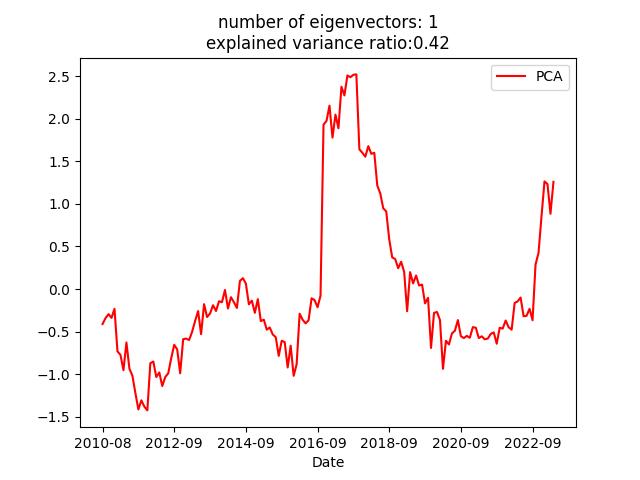 number of eigenvectors: 1
explained variance ratio:0.42
PCA
2.5
2.0
1.5
1.0
0.5
0.0
−0.5
−1.0
−1.5
2010-08 2012-09 2014-09 2016-09 2018-09 2020-09 2022-09
Date